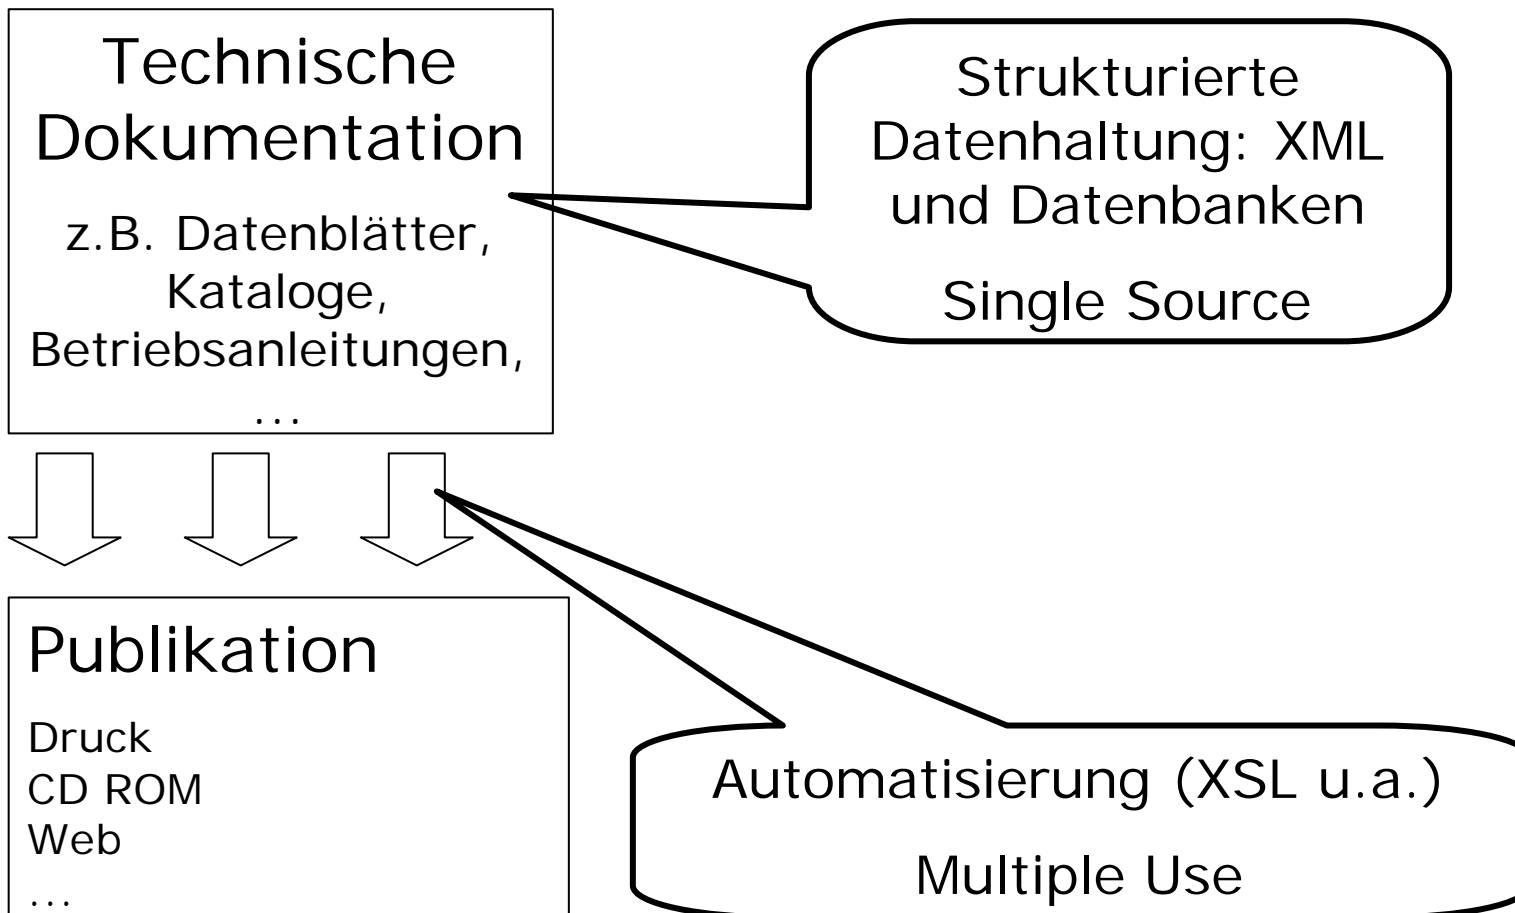 Technische
Dokumentation
z.B. Datenblätter,
Kataloge,
Betriebsanleitungen,
...
Strukturierte
Datenhaltung: XML
und Datenbanken
Single Source
Publikation
Druck
CD ROM
Web
...
Automatisierung (XSL u.a.)
Multiple Use